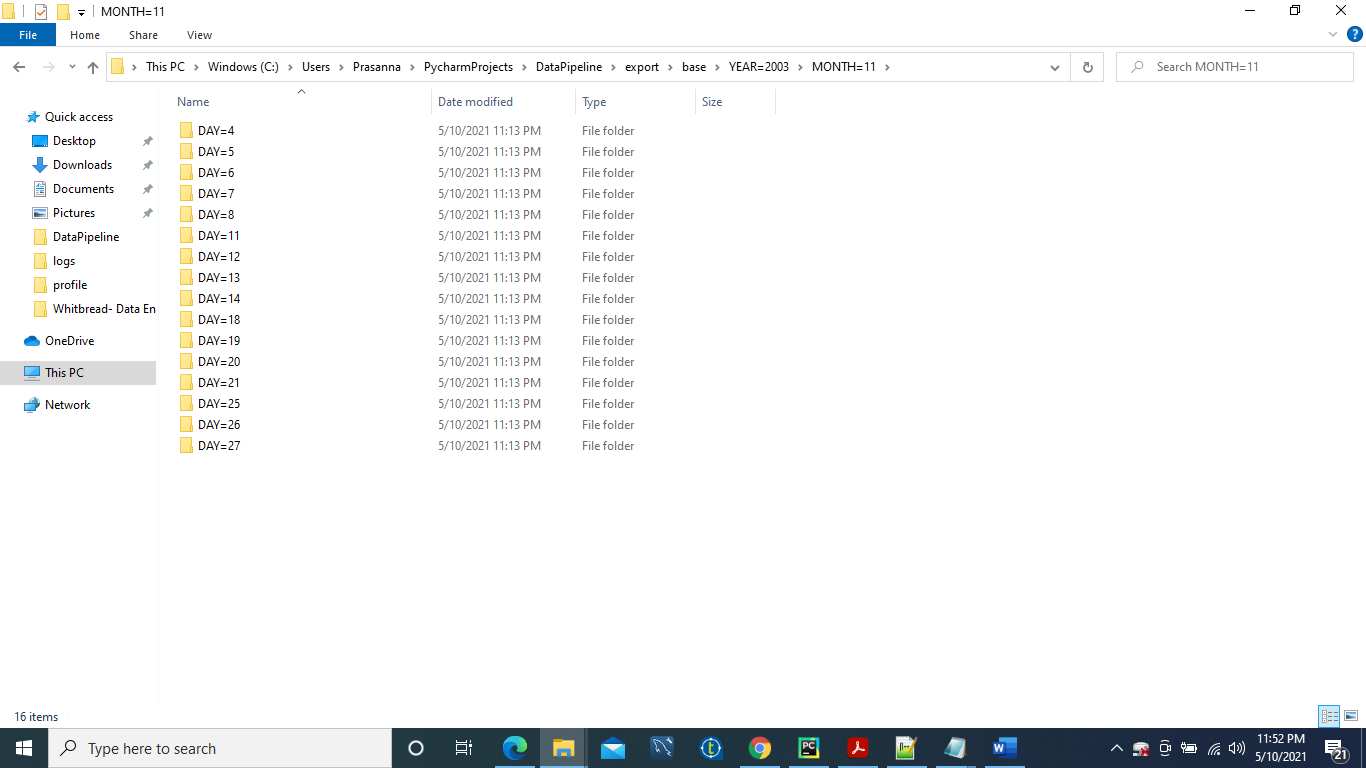 MONTH=11
File Home Share View
This PC Windows (C:) Users Prasanna PycharmProjects DataPipeline export base YEAR=2003 MONTH=11
Search MONTH=11
Quick access
Desktop
Downloads
Documents
Pictures
DataPipeline
logs
profile
Whitbread- Data En
OneDrive
This PC
Network
Name Date modified Type Size
DAY=4 5/10/2021 11:13 PM File folder
DAY=5 5/10/2021 11:13 PM File folder
DAY=6 5/10/2021 11:13 PM File folder
DAY=7 5/10/2021 11:13 PM File folder
DAY=8 5/10/2021 11:13 PM File folder
DAY=11 5/10/2021 11:13 PM File folder
DAY=12 5/10/2021 11:13 PM File folder
DAY=13 5/10/2021 11:13 PM File folder
DAY=14 5/10/2021 11:13 PM File folder
DAY=18 5/10/2021 11:13 PM File folder
DAY=19 5/10/2021 11:13 PM File folder
DAY=20 5/10/2021 11:13 PM File folder
DAY=21 5/10/2021 11:13 PM File folder
DAY=25 5/10/2021 11:13 PM File folder
DAY=26 5/10/2021 11:13 PM File folder
DAY=27 5/10/2021 11:13 PM File folder
16 items
Type here to search
PC
W
11:52 PM
5/10/2021
21